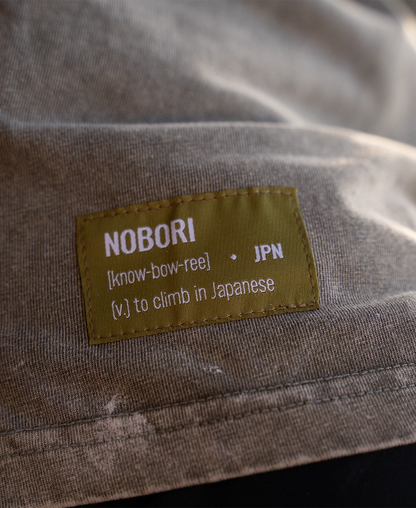 NOBORI
[know-bow-ree] • JPN
(v.) to climb in Japanese